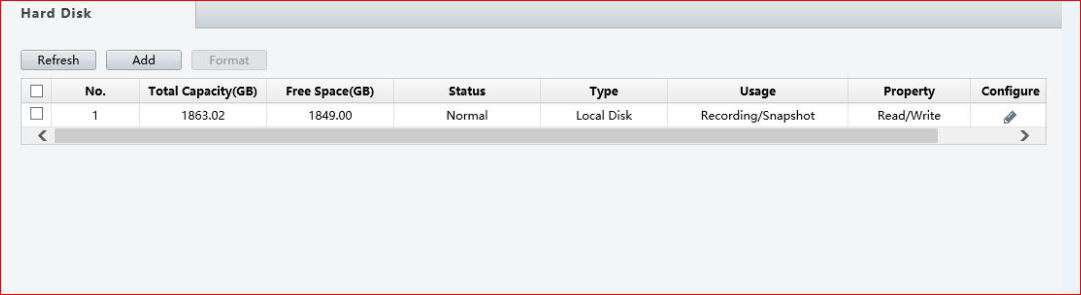 Hard Disk
Refresh Add Format
No. Total Capacity(GB) Free Space(GB) Status Type Usage Property Configure
1 1863.02 1849.00 Normal Local Disk Recording/Snapshot Read/Write